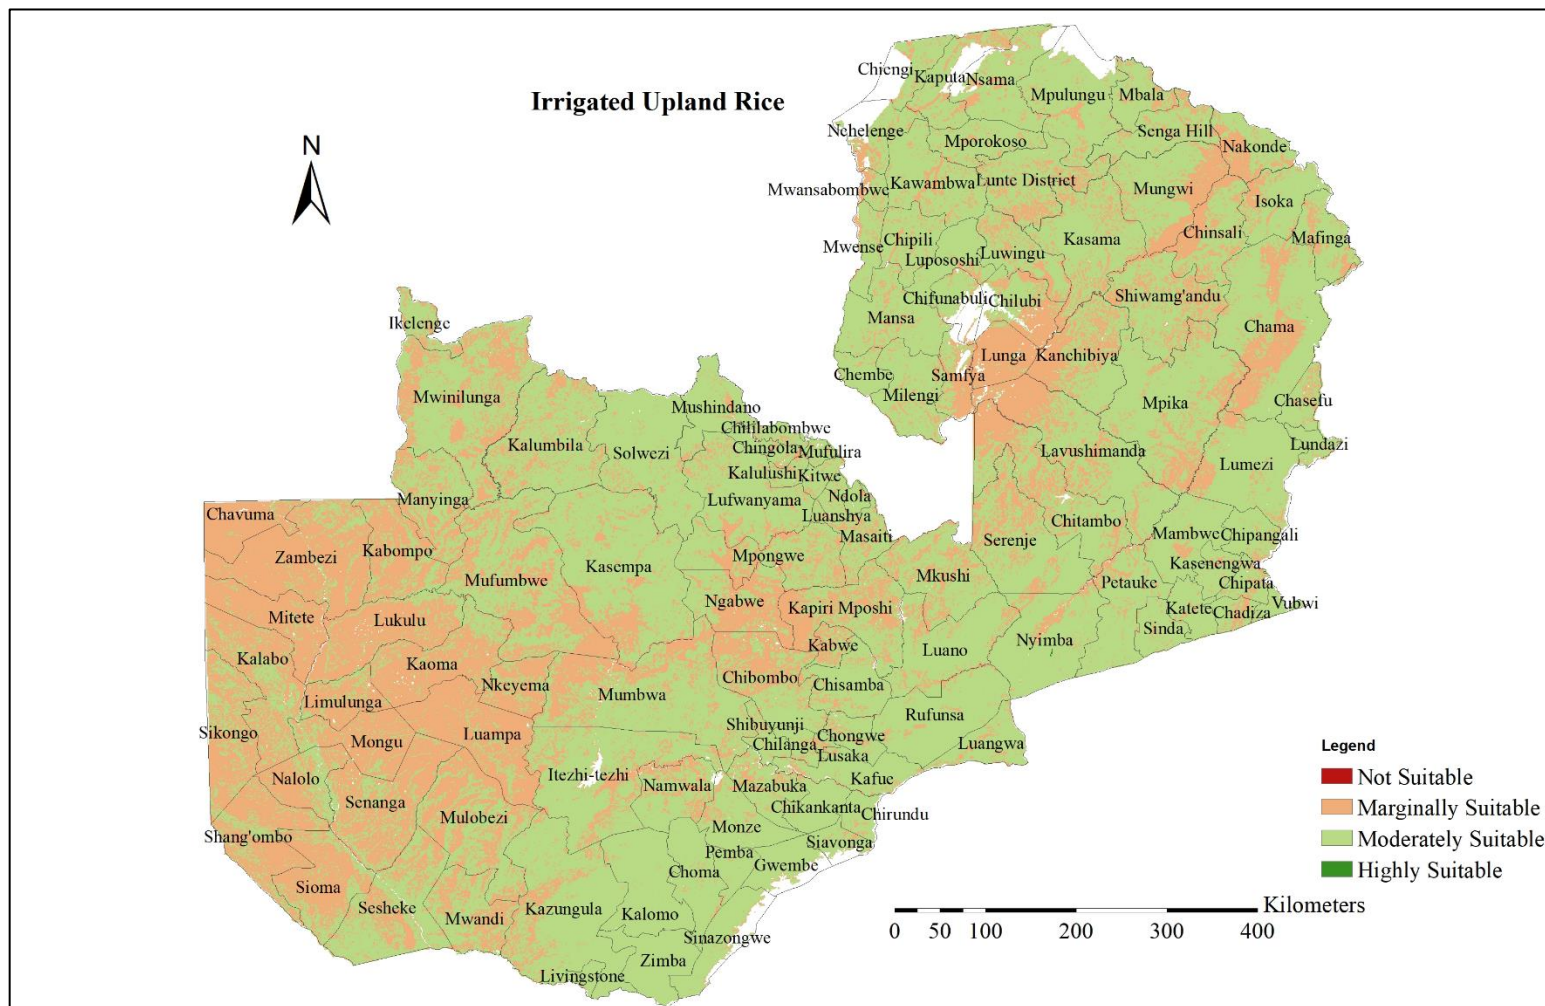 Irrigated Upland Rice
N
Chiengi
Kaputa
Nsama
Mpulungu
Mbala
Nchelenge
Mporokoso
Senga Hill
Nakonde
Mwansabombwe
Kawambwa
Lunte District
Mungwi
Isoka
Mwense
Chipili
Lupososhi
Luwingu
Kasama
Chinsali
Mafinga
Chifunabuli
Chilubi
Shiwamg'andu
Mansa
Chama
Ikelenge
Lunga
Kanchibiya
Chembe
Samfya
Milengi
Mpika
Chasefu
Mwinilunga
Mushindano
Chililabombwe
Kalumbila
Solwezi
Chingola
Mufulira
Lavushimanda
Lumezi
Lundazi
Kalulushi
Kitwe
Manyinga
Lufwanyama
Ndola
Luanshya
Chavuma
Masaiti
Chitambo
Mambwe
Chipangali
Zambezi
Kabompo
Mpongwe
Serenje
Kasenengwa
Mufumbwe
Kasempa
Mkushi
Petauke
Chipata
Mitete
Lukulu
Ngabwe
Kapiri Mposhi
Katete
Chadiza
Vubwi
Sinda
Kalabo
Kaoma
Kabwe
Luano
Nyimba
Nkeyema
Mumbwa
Chibombo
Chisamba
Limulunga
Rufunsa
Sikongo
Mongu
Luampa
Shibuyunji
Chongwe
Luangwa
Chilanga
Lusaka
Nalolo
Itezhi-tezhi
Namwala
Mazabuka
Kafue
Senanga
Mulobezi
Chikankanta
Chirundu
Shang'ombo
Monze
Siavonga
Pemba
Gwembe
Sioma
Choma
Sesheke
Mwandi
Kazungula
Kalomo
Sinazongwe
Zimba
Livingstone
Legend
Not Suitable
Marginally Suitable
Moderately Suitable
Highly Suitable
Kilometers
0 50 100 200 300 400